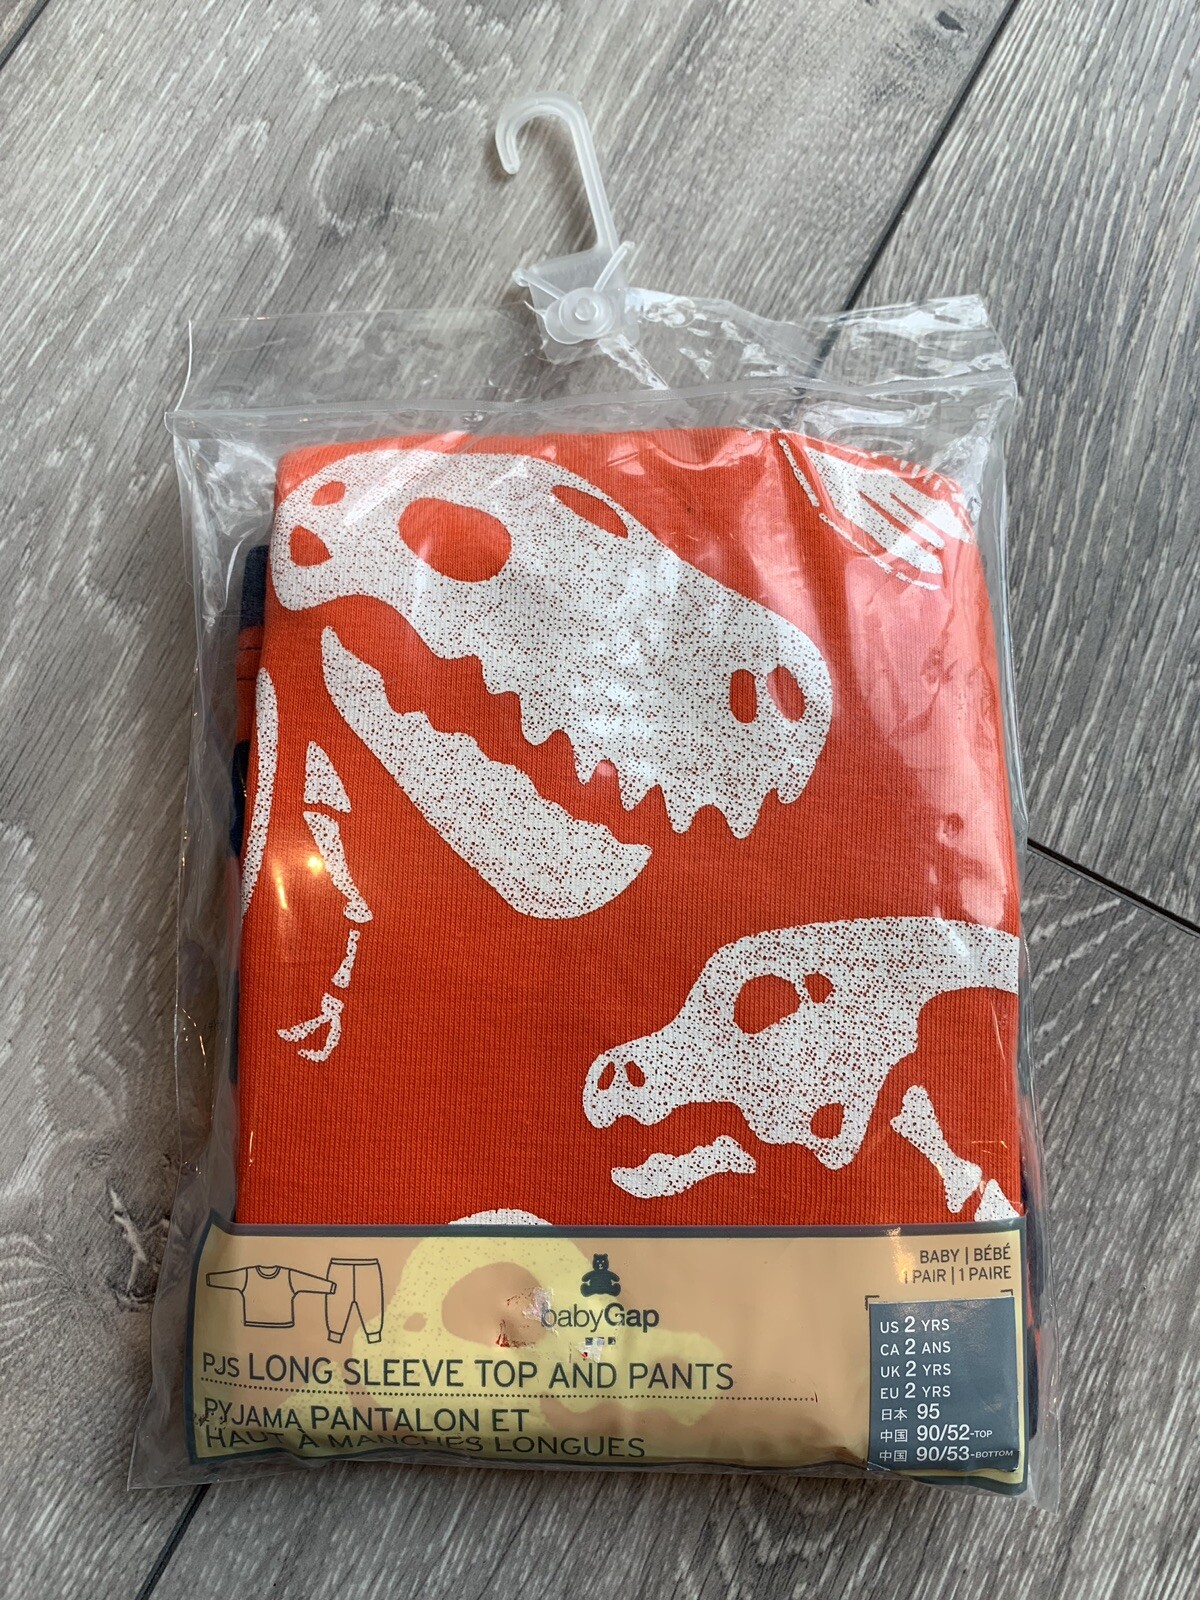 BABY | BÉBÉ
1 PAIR | 1 PAIRE
babyGap
US 2 YRS
CA 2 ANS
UK 2 YRS
EU 2 YRS
日本 95
中国 90/52-TOP
中国 90/53-BOTTOM
PJS LONG SLEEVE TOP AND PANTS
PYJAMA PANTALON ET
HAUT À MANCHES LONGUES